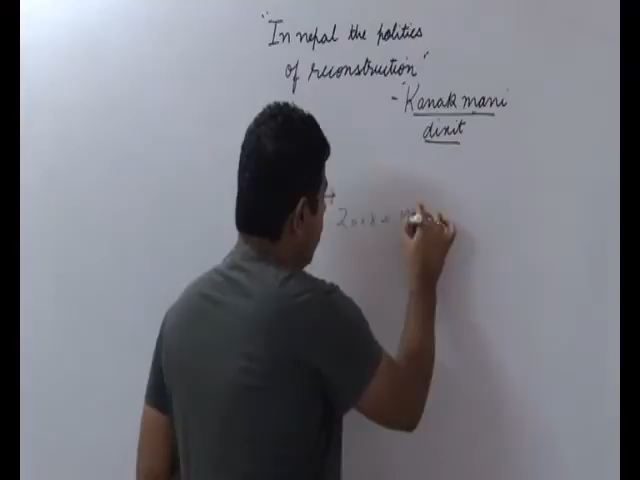 "In nepal the politics
of reconstruction"
- "Kanak mani
dixit
→